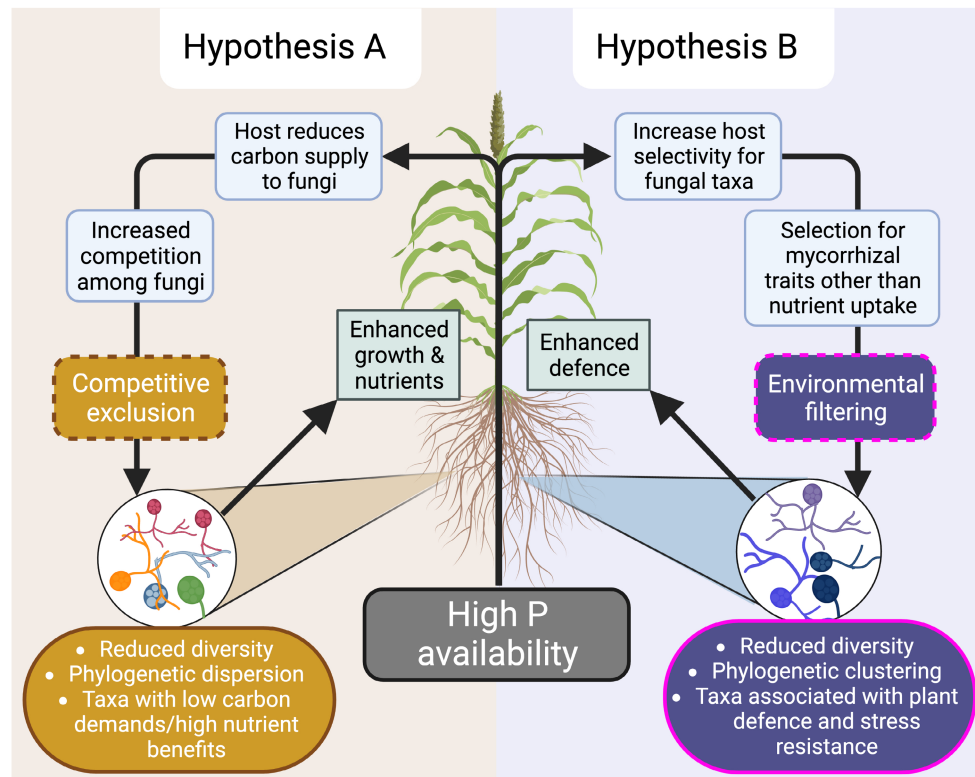 Hypothesis A
Host reduces
carbon supply
to fungi
Increased
competition
among fungi
Competitive
exclusion
Enhanced
growth &
nutrients
• Reduced diversity
• Phylogenetic dispersion
• Taxa with low carbon
demands/high nutrient
benefits
High P
availability
Hypothesis B
Increase host
selectivity for
fungal taxa
Selection for
mycorrhizal
traits other than
nutrient uptake
Environmental
filtering
Enhanced
defence
• Reduced diversity
• Phylogenetic clustering
• Taxa associated with plant
defence and stress
resistance